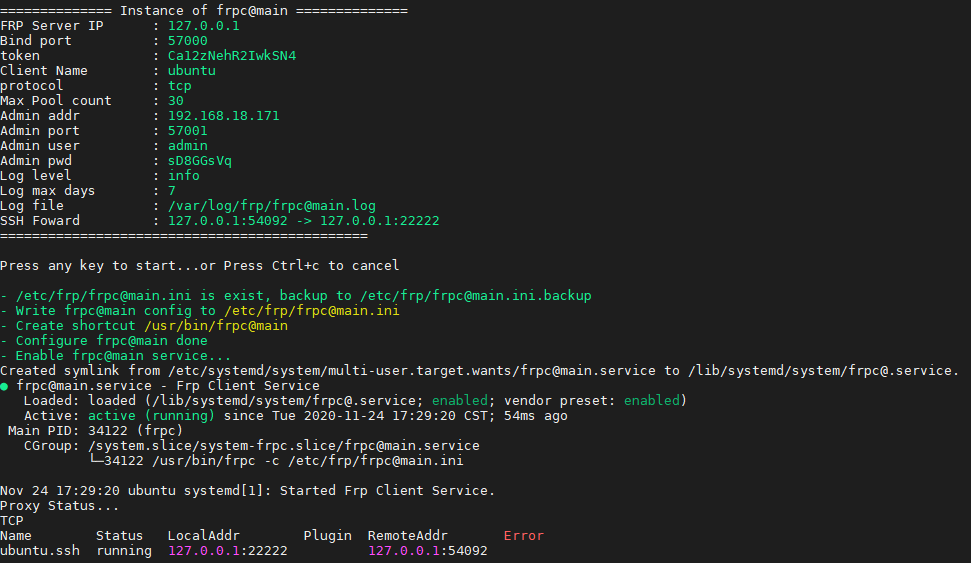 ============== Instance of frpc@main ==============
FRP Server IP      : 127.0.0.1
Bind port          : 57000
token              : Ca12zNehR2IwkSN4
Client Name        : ubuntu
protocol           : tcp
Max Pool count     : 30
Admin addr         : 192.168.18.171
Admin port         : 57001
Admin user         : admin
Admin pwd          : sD8GGsVq
Log level          : info
Log max days       : 7
Log file           : /var/log/frp/frpc@main.log
SSH Foward         : 127.0.0.1:54092 -> 127.0.0.1:22222
==============================================
Press any key to start...or Press Ctrl+c to cancel
- /etc/frp/frpc@main.ini is exist, backup to /etc/frp/frpc@main.ini.backup
- Write frpc@main config to /etc/frp/frpc@main.ini
- Create shortcut /usr/bin/frpc@main
- Configure frpc@main done
- Enable frpc@main service...
Created symlink from /etc/systemd/system/multi-user.target.wants/frpc@main.service to /lib/systemd/system/frpc@.service.
● frpc@main.service - Frp Client Service
   Loaded: loaded (/lib/systemd/system/frpc@.service; enabled; vendor preset: enabled)
   Active: active (running) since Tue 2020-11-24 17:29:20 CST; 54ms ago
 Main PID: 34122 (frpc)
   CGroup: /system.slice/system-frpc.slice/frpc@main.service
           └─34122 /usr/bin/frpc -c /etc/frp/frpc@main.ini
Nov 24 17:29:20 ubuntu systemd[1]: Started Frp Client Service.
Proxy Status...
TCP
Name        Status   LocalAddr        Plugin  RemoteAddr       Error
ubuntu.ssh  running  127.0.0.1:22222          127.0.0.1:54092